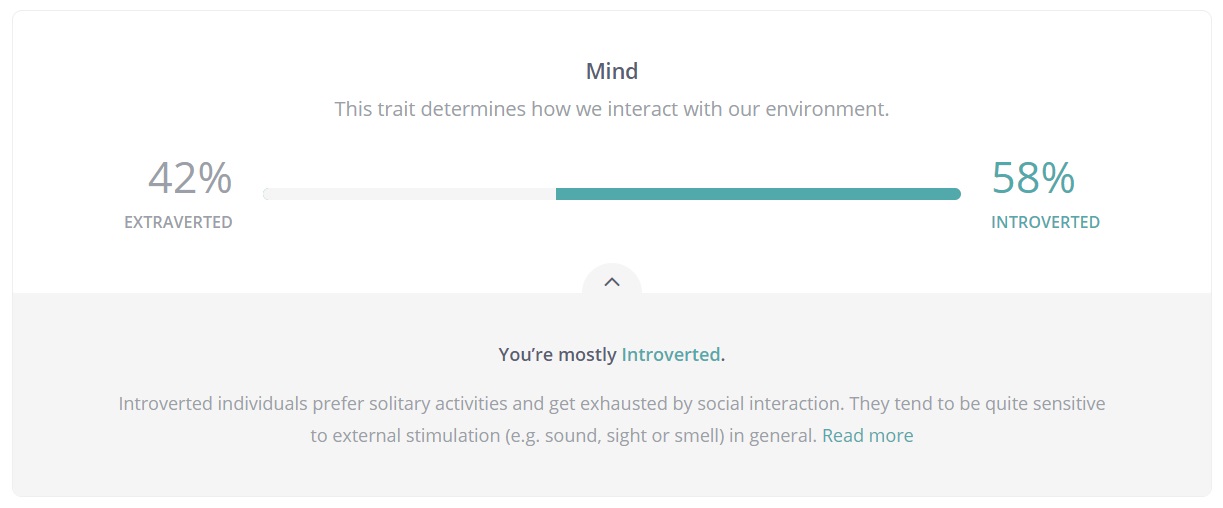 Mind
This trait determines how we interact with our environment.
42%
EXTRAVERTED
58%
INTROVERTED
You’re mostly Introverted.
Introverted individuals prefer solitary activities and get exhausted by social interaction. They tend to be quite sensitive
to external stimulation (e.g. sound, sight or smell) in general. Read more